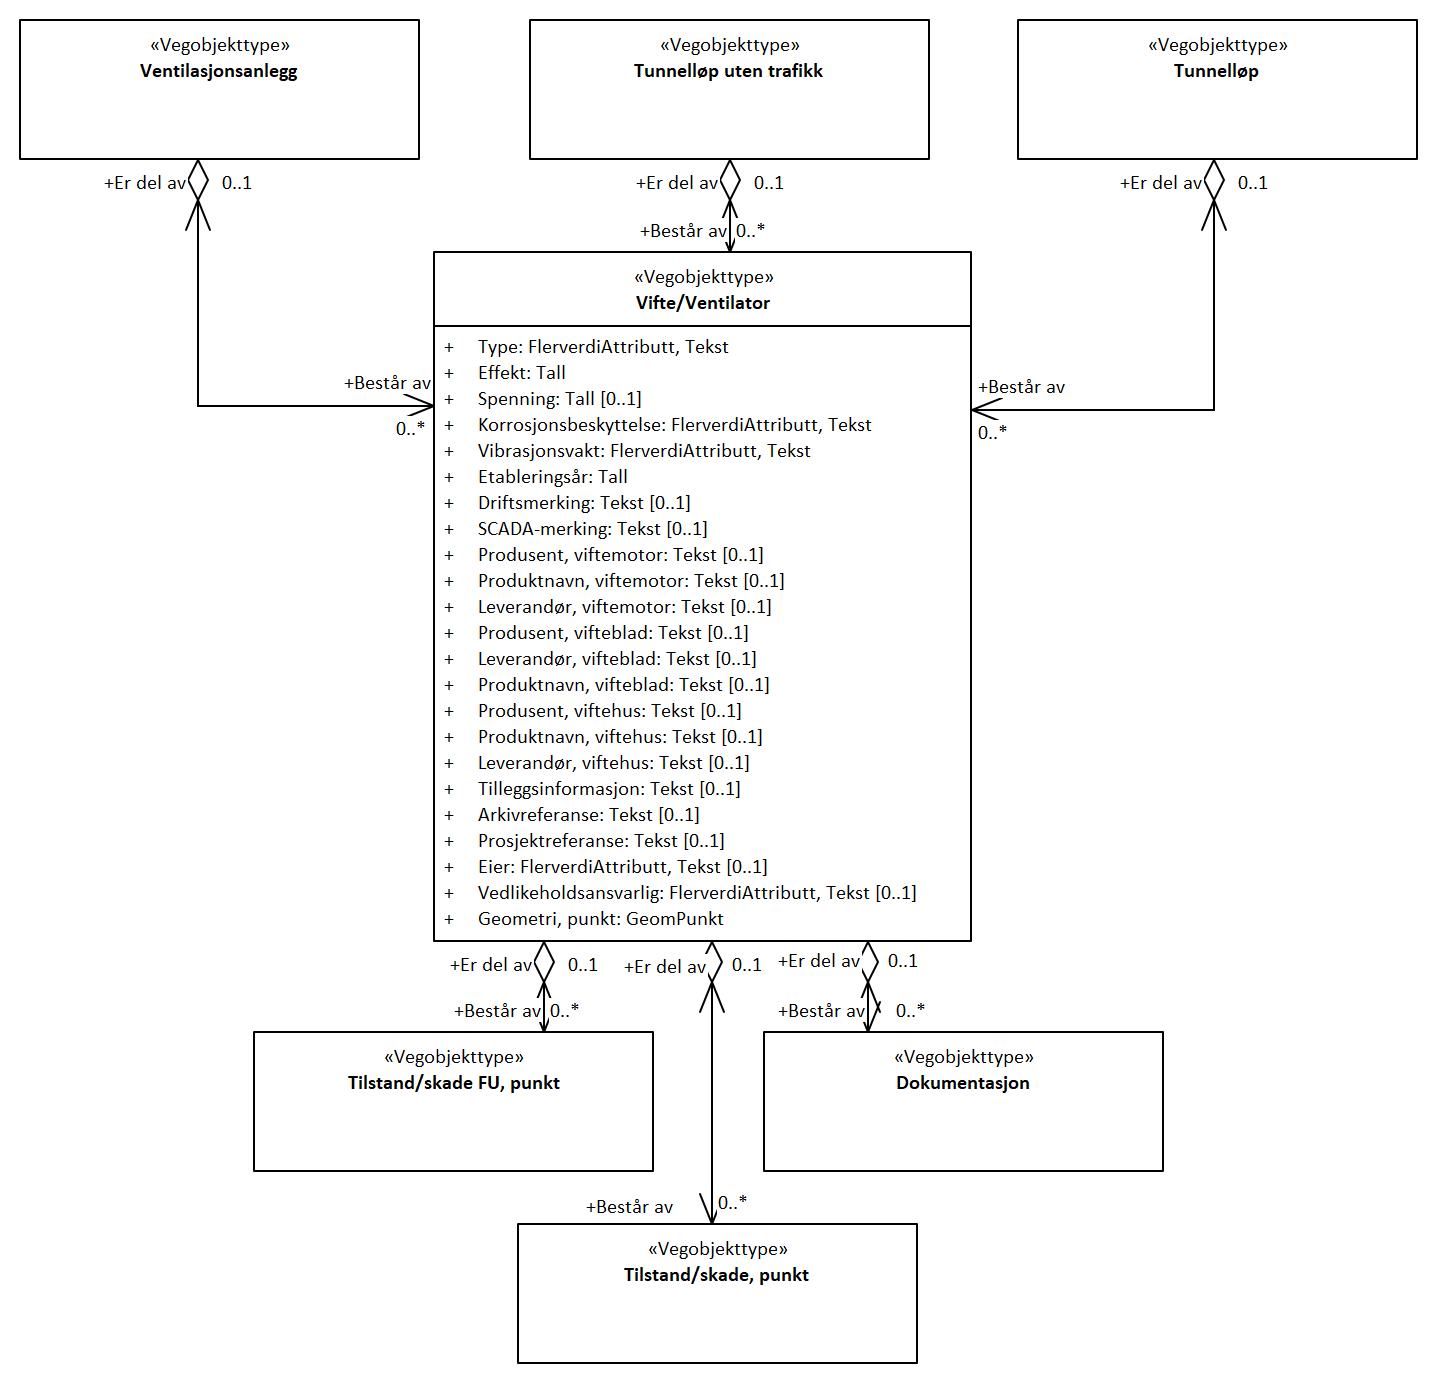 «Vegobjekttype»
Ventilasjonsanlegg
«Vegobjekttype»
Tunnelløp uten trafikk
«Vegobjekttype»
Tunnelløp
+Er del av 0..1
+Er del av 0..1
+Er del av 0..1
+Består av 0..*
«Vegobjekttype»
Vifte/Ventilator
+ Type: FlerverdiAttributt, Tekst
+ Effekt: Tall
+ Spenning: Tall [0..1]
+ Korrosjonsbeskyttelse: FlerverdiAttributt, Tekst
+ Vibrasjonsvakt: FlerverdiAttributt, Tekst
+ Etableringsår: Tall
+ Driftsmerking: Tekst [0..1]
+ SCADA-merking: Tekst [0..1]
+ Produsent, viftemotor: Tekst [0..1]
+ Produktnavn, viftemotor: Tekst [0..1]
+ Leverandør, viftemotor: Tekst [0..1]
+ Produsent, vifteblad: Tekst [0..1]
+ Leverandør, vifteblad: Tekst [0..1]
+ Produktnavn, vifteblad: Tekst [0..1]
+ Produsent, viftehus: Tekst [0..1]
+ Produktnavn, viftehus: Tekst [0..1]
+ Leverandør, viftehus: Tekst [0..1]
+ Tilleggsinformasjon: Tekst [0..1]
+ Arkivreferanse: Tekst [0..1]
+ Prosjektreferanse: Tekst [0..1]
+ Eier: FlerverdiAttributt, Tekst [0..1]
+ Vedlikeholdsansvarlig: FlerverdiAttributt, Tekst [0..1]
+ Geometri, punkt: GeomPunkt
+Består av
0..*
+Består av
0..*
+Er del av 0..1
+Er del av 0..1
+Er del av 0..1
+Består av 0..*
+Består av 0..*
«Vegobjekttype»
Tilstand/skade FU, punkt
«Vegobjekttype»
Dokumentasjon
+Består av 0..*
«Vegobjekttype»
Tilstand/skade, punkt